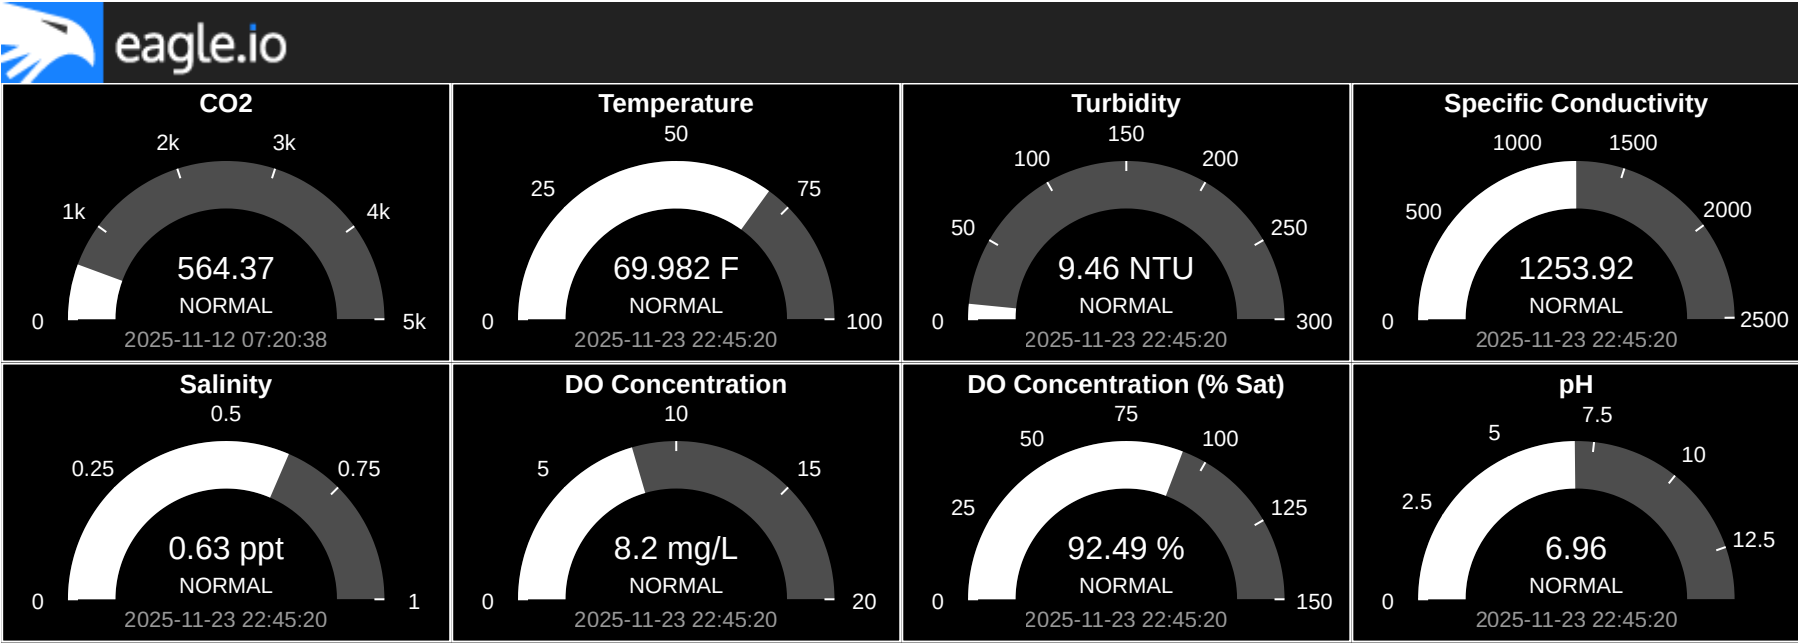 eagle.io
CO2
0
1k
2k
3k
4k
5k
564.37
NORMAL
2025-11-12 07:20:38
Temperature
0
25
50
75
100
69.982 F
NORMAL
2025-11-23 22:45:20
Turbidity
0
50
100
150
200
250
300
9.46 NTU
NORMAL
2025-11-23 22:45:20
Specific Conductivity
0
500
1000
1500
2000
2500
1253.92
NORMAL
2025-11-23 22:45:20
Salinity
0
0.25
0.5
0.75
1
0.63 ppt
NORMAL
2025-11-23 22:45:20
DO Concentration
0
5
10
15
20
8.2 mg/L
NORMAL
2025-11-23 22:45:20
DO Concentration (% Sat)
0
25
50
75
100
125
150
92.49 %
NORMAL
2025-11-23 22:45:20
pH
0
2.5
5
7.5
10
12.5
6.96
NORMAL
2025-11-23 22:45:20